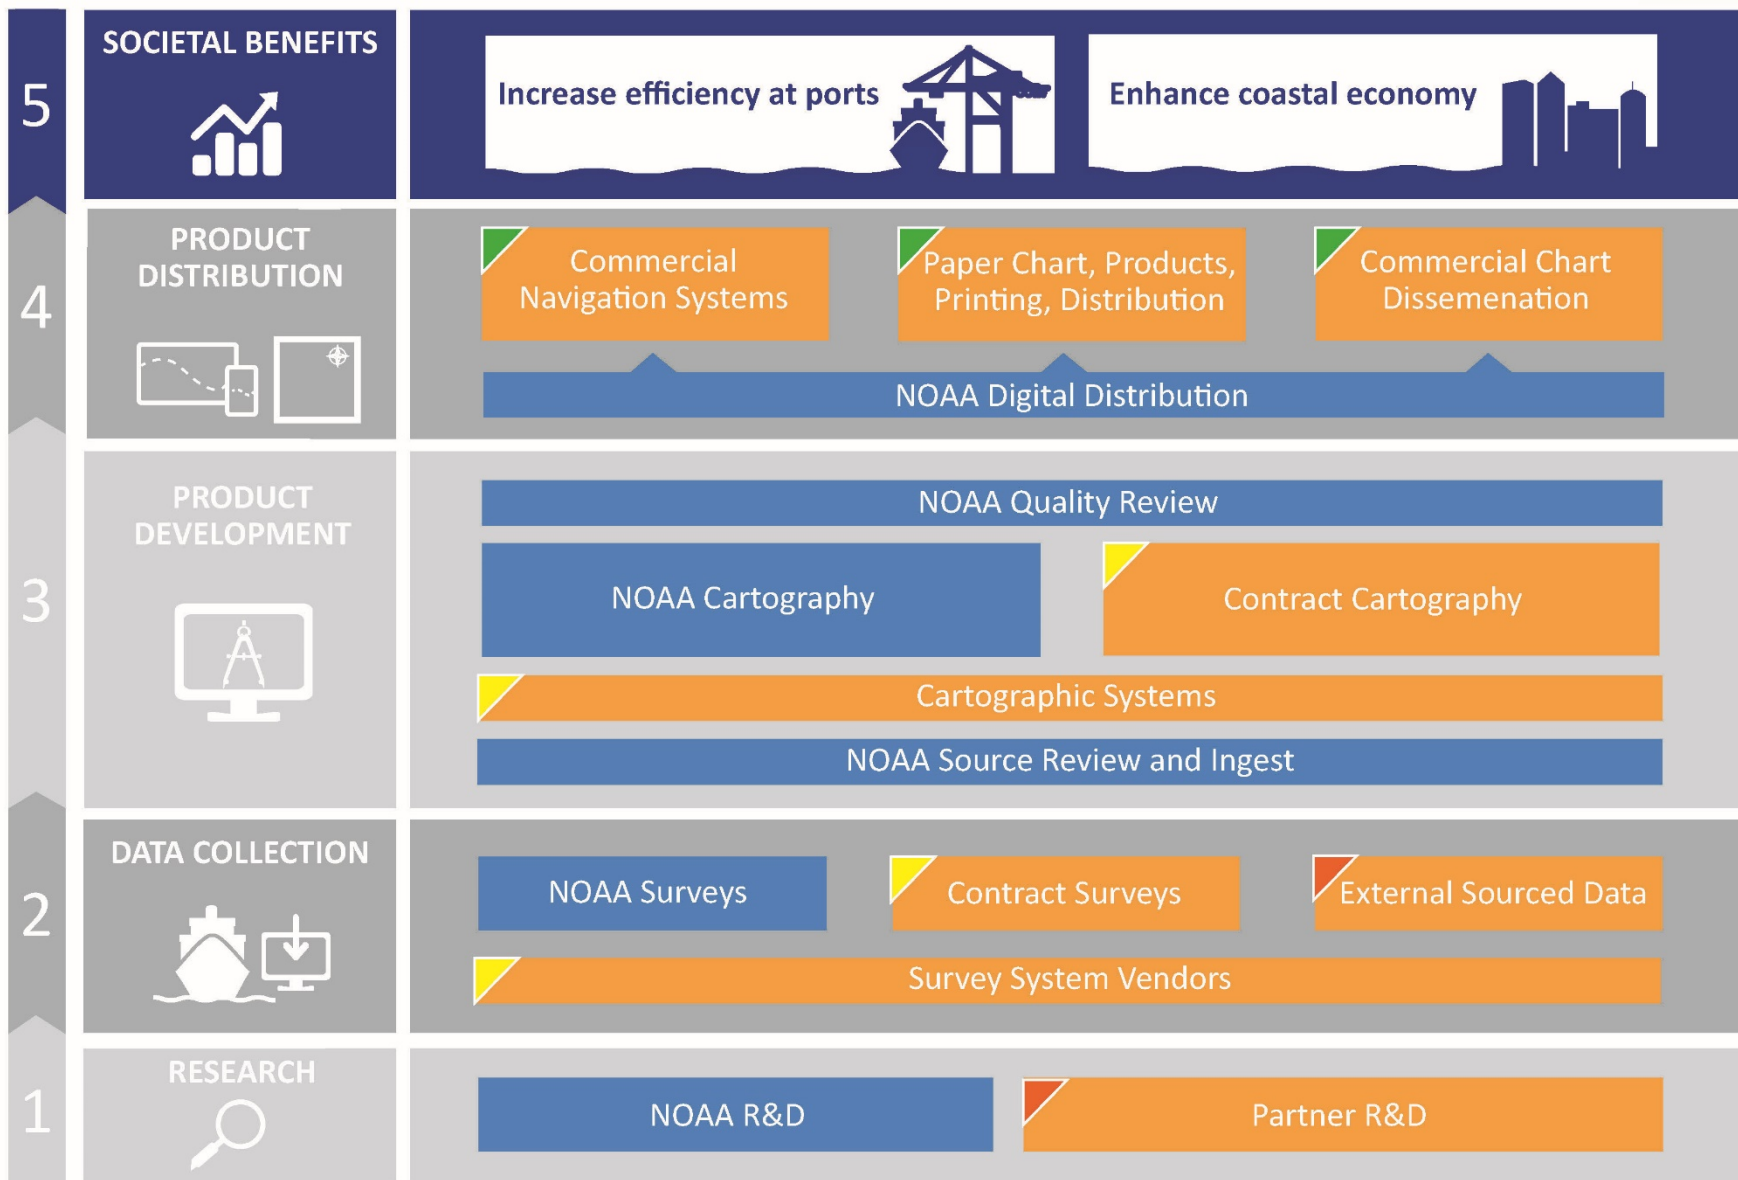 5
SOCIETAL BENEFITS
Increase efficiency at ports
Enhance coastal economy
4
PRODUCT
DISTRIBUTION
Commercial
Navigation Systems
Paper Chart, Products,
Printing, Distribution
Commercial Chart
Dissemenation
NOAA Digital Distribution
3
PRODUCT
DEVELOPMENT
NOAA Quality Review
NOAA Cartography
Contract Cartography
Cartographic Systems
NOAA Source Review and Ingest
2
DATA COLLECTION
NOAA Surveys
Contract Surveys
External Sourced Data
Survey System Vendors
1
RESEARCH
NOAA R&D
Partner R&D